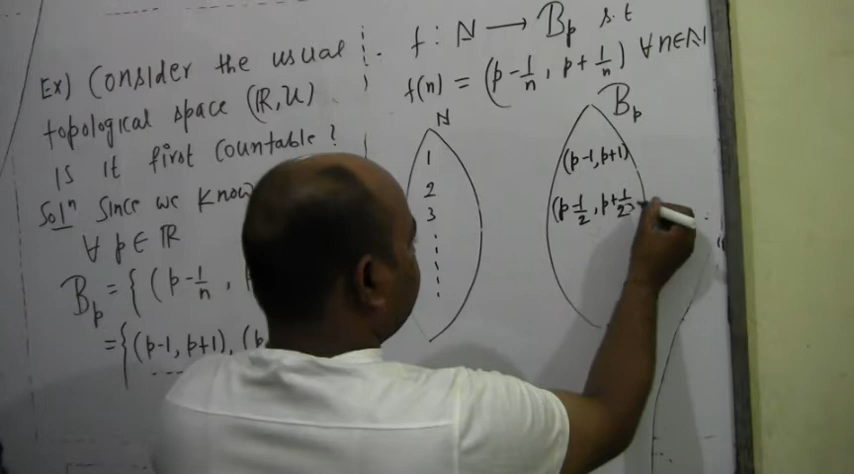 Ex) Consider the usual
topological space (ℝ, U)
Is it first countable?
Solⁿ Since we know
∀ p ∈ ℝ
B_p = { (p-1/n ,
= { (p-1, p+1), (p
----
f : ℕ → B_p s.t
f(n) = (p-1/n , p+1/n) ∀ n∈ℕ
N
1
2
3
B_p
(p-1, p+1)
(p-1/2, p+1/2)